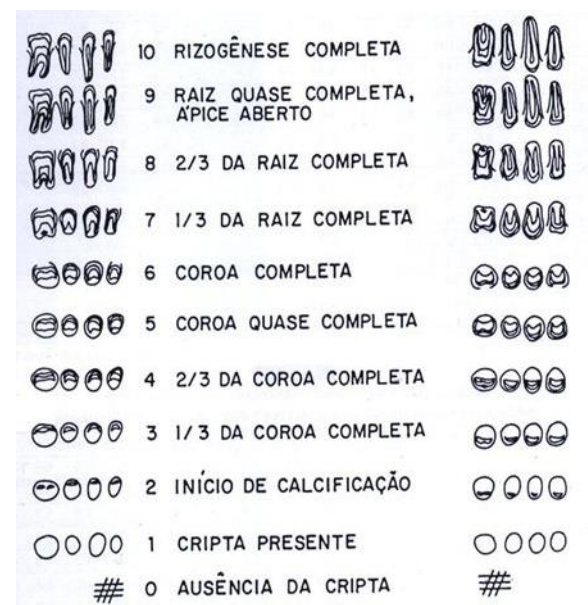 10 RIZOGÊNESE COMPLETA
9 RAIZ QUASE COMPLETA,
ÁPICE ABERTO
8 2/3 DA RAIZ COMPLETA
7 1/3 DA RAIZ COMPLETA
6 COROA COMPLETA
5 COROA QUASE COMPLETA
4 2/3 DA COROA COMPLETA
3 1/3 DA COROA COMPLETA
2 INÍCIO DE CALCIFICAÇÃO
1 CRIPTA PRESENTE
0 AUSÊNCIA DA CRIPTA